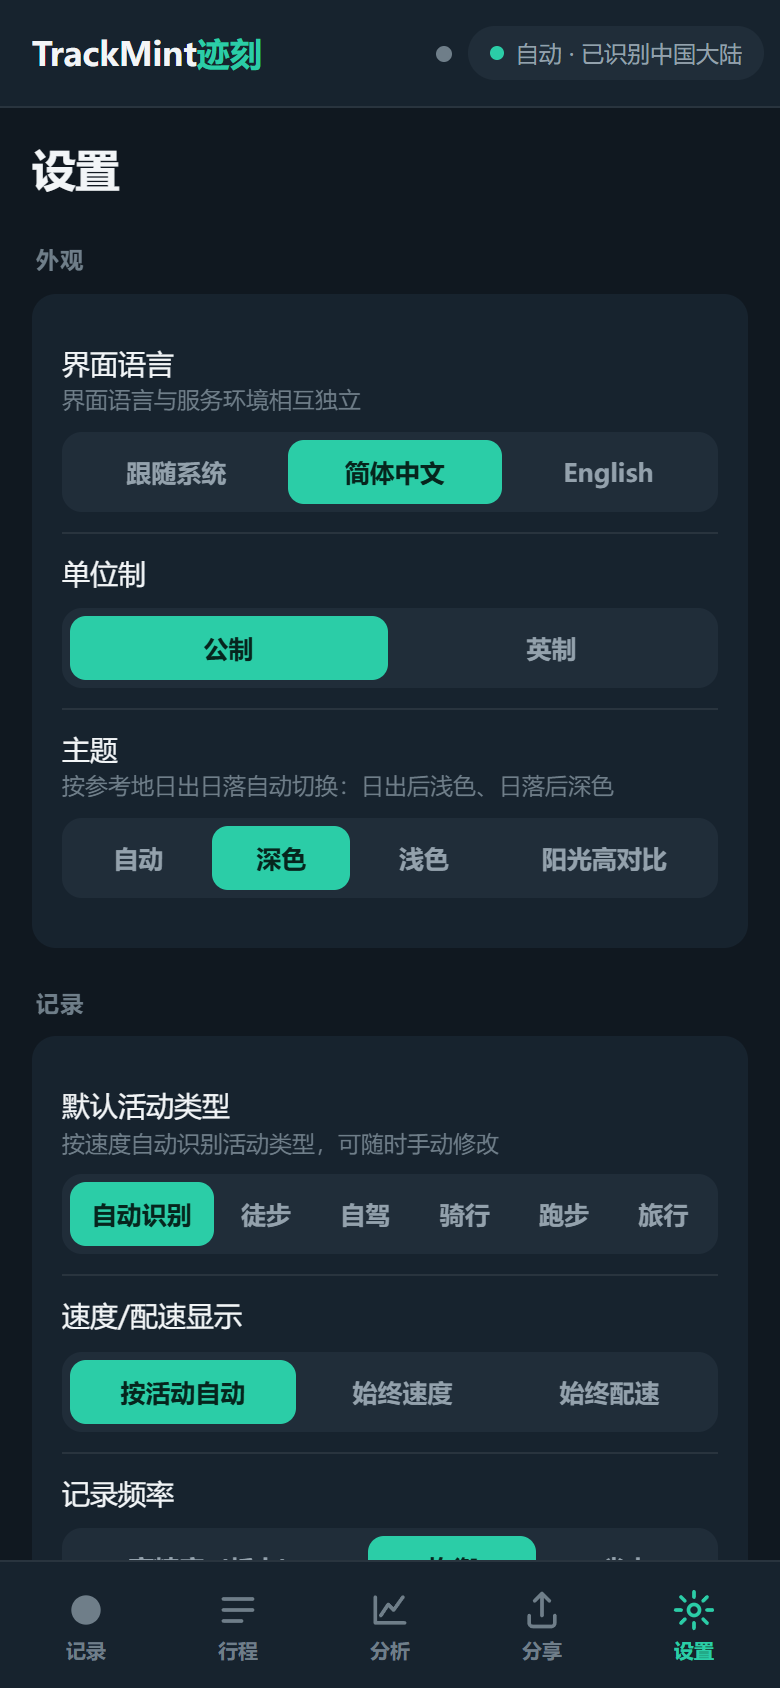 TrackMint迹刻
自动 · 已识别中国大陆
设置
外观
界面语言
界面语言与服务环境相互独立
跟随系统 简体中文 English
单位制
公制 英制
主题
按参考地日出日落自动切换：日出后浅色、日落后深色
自动 深色 浅色 阳光高对比
记录
默认活动类型
按速度自动识别活动类型，可随时手动修改
自动识别 徒步 自驾 骑行 跑步 旅行
速度/配速显示
按活动自动 始终速度 始终配速
记录频率
记录 行程 分析 分享 设置